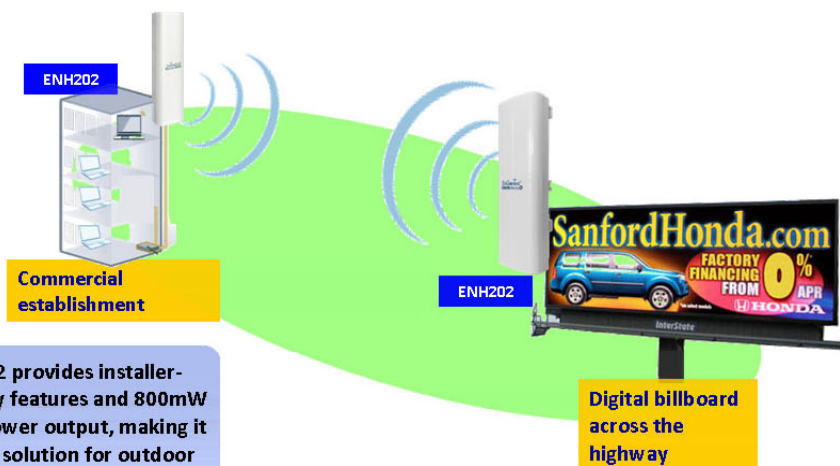 ENH202
Commercial
establishment
ENH202
SanfordHonda.com
FACTORY
FINANCING
FROM
0%
APR
HONDA
InterState
2 provides installer-
y features and 800mW
ower output, making it
solution for outdoor
Digital billboard
across the
highway